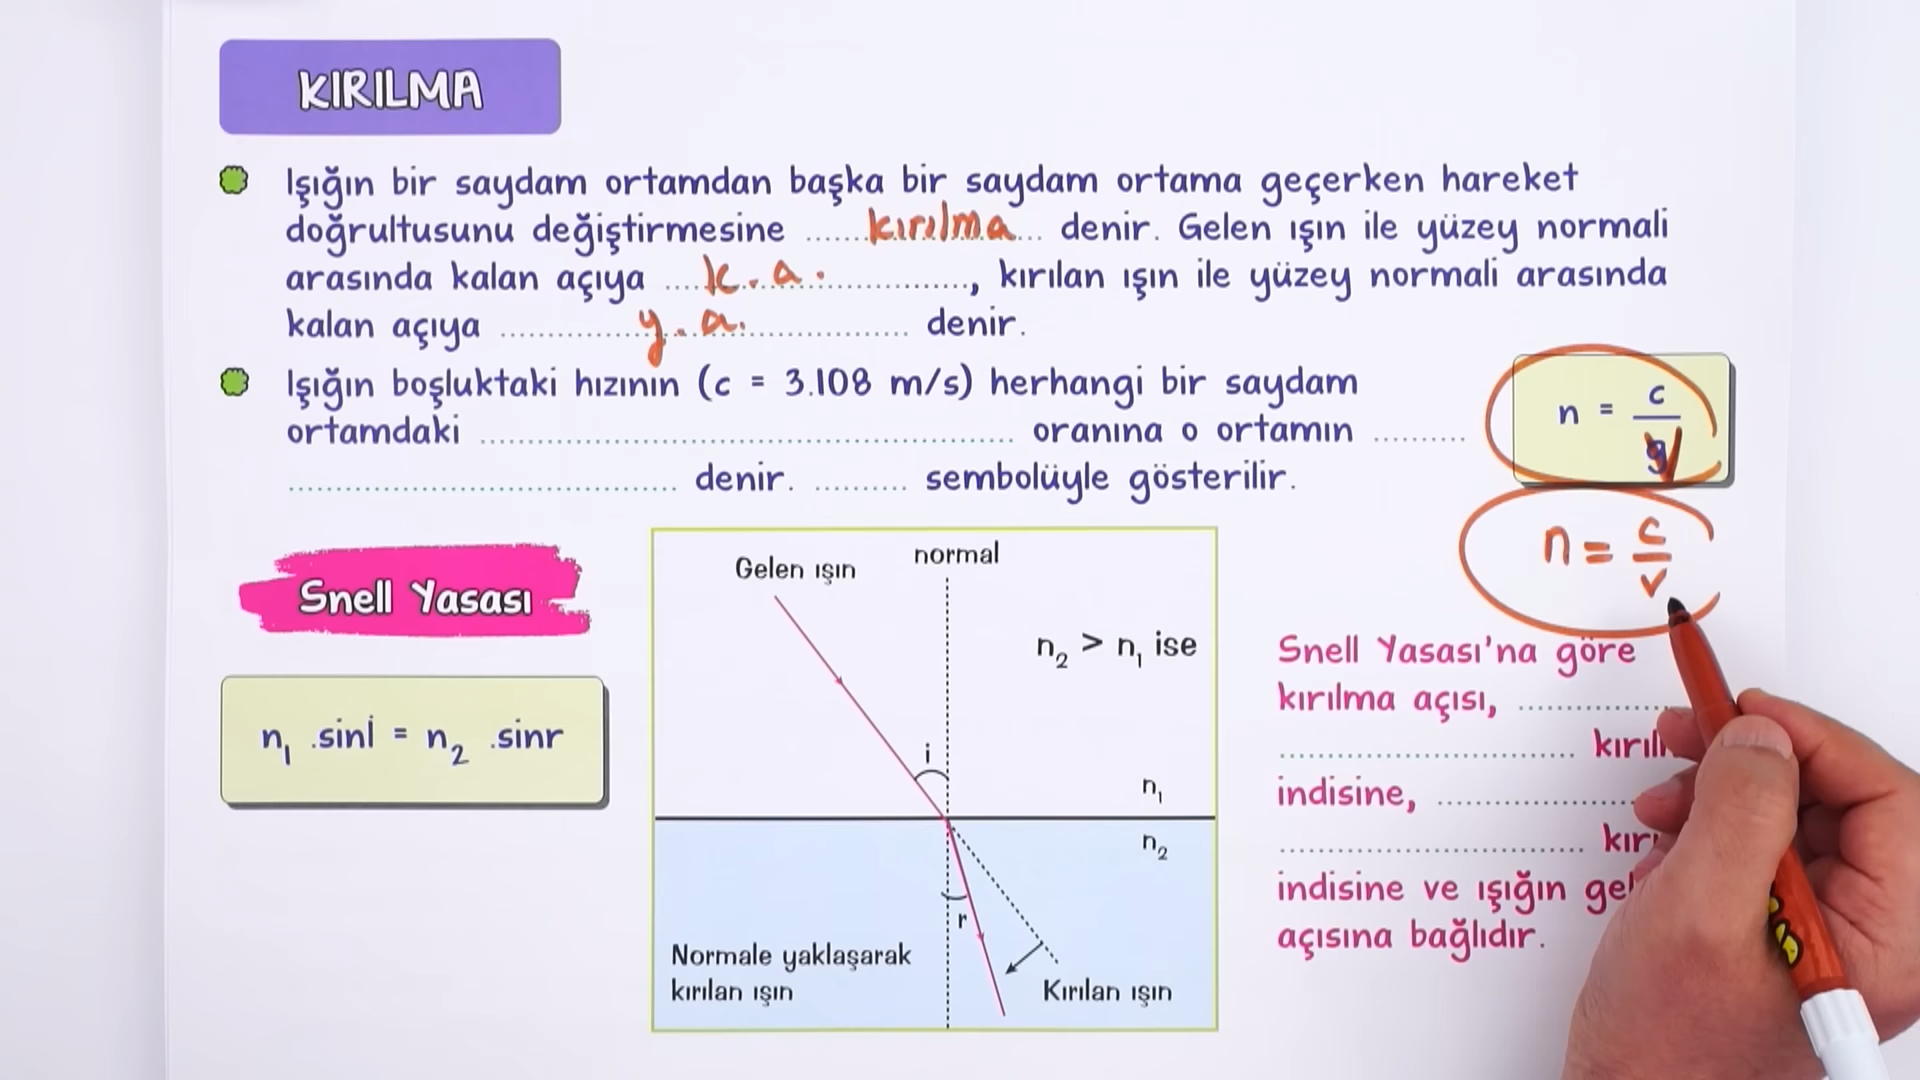 KIRILMA
Işığın bir saydam ortamdan başka bir saydam ortama geçerken hareket
doğrultusunu değiştirmesine ........kırılma...... denir. Gelen ışın ile yüzey normali
arasında kalan açıya ....k.a..............., kırılan ışın ile yüzey normali arasında
kalan açıya ............y.a............. denir.
Işığın boşluktaki hızının (c = 3.108 m/s) herhangi bir saydam
ortamdaki .................................... oranına o ortamın ..........
.................................... denir. .......... sembolüyle gösterilir.
n = c
n = c/v
Snell Yasası
n1 .sinİ = n2 .sinr
Gelen ışın
normal
n2 > n1 ise
i
n1
n2
r
Normale yaklaşarak
kırılan ışın
Kırılan ışın
Snell Yasası'na göre
kırılma açısı, ..............
..............................
indisine, ....................
..............................
indisine ve ışığın
açısına bağlıdır.